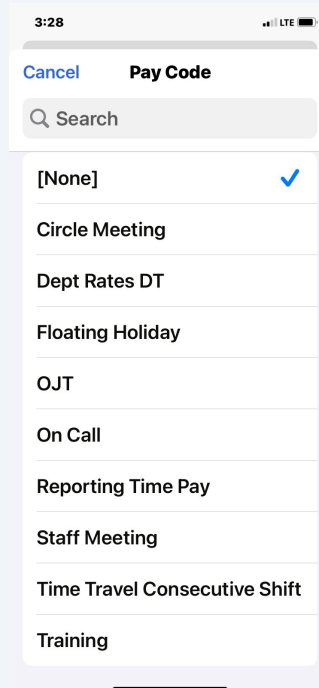 3:28
LTE
Cancel
Pay Code
Search
[None]
Circle Meeting
Dept Rates DT
Floating Holiday
OJT
On Call
Reporting Time Pay
Staff Meeting
Time Travel Consecutive Shift
Training